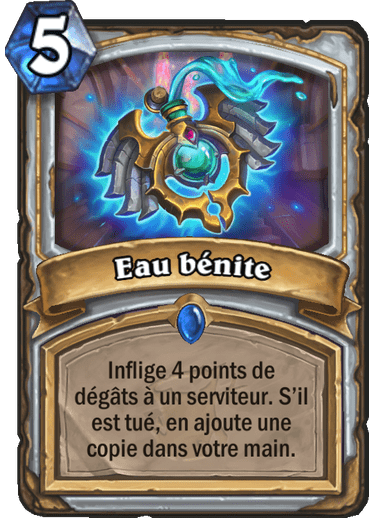 5
Eau bénite
Inflige 4 points de
dégâts à un serviteur. S’il
est tué, en ajoute une
copie dans votre main.